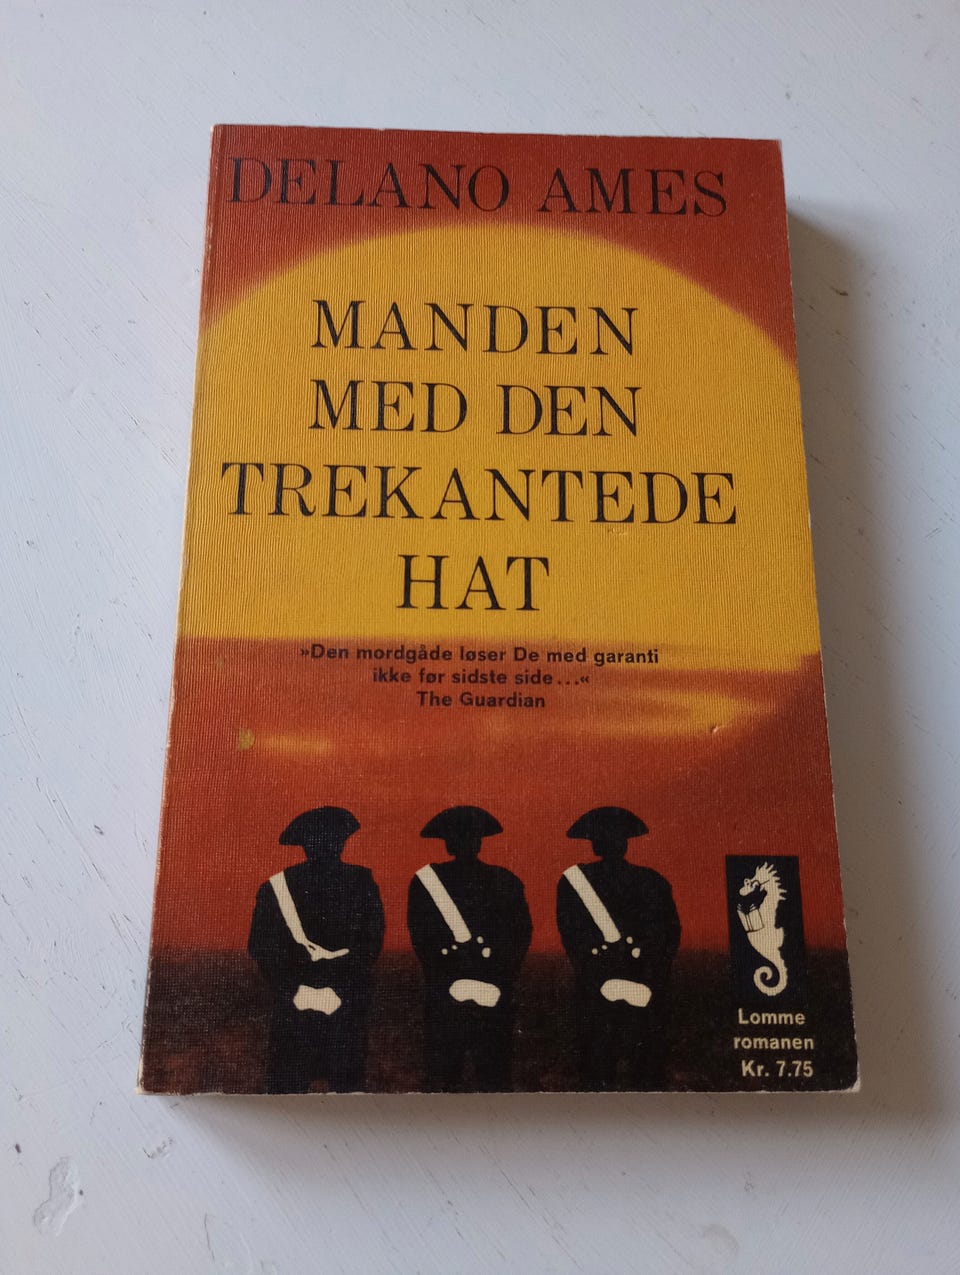 DELANO AMES
MANDEN
MED DEN
TREKANTEDE
HAT
»Den mordgåde løser De med garanti
ikke før sidste side...«
The Guardian
Lomme
romanen
Kr. 7.75